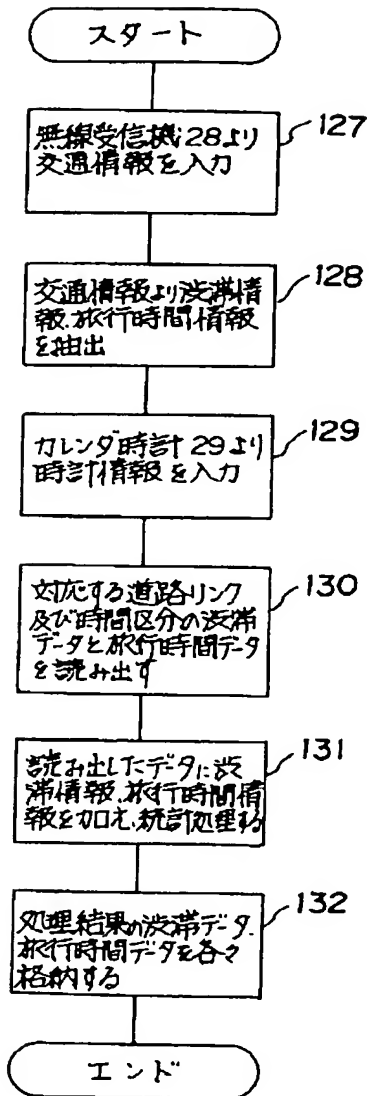 スタート
無線受信機28より
交通情報を入力
127
交通情報より渋滞情
報、旅行時間情報
を抽出
128
カレンダ時計29より
時計情報を入力
129
対応する道路リンク
及び時間区分の渋滞
データと旅行時間データ
を読み出す
130
読み出したデータに渋
滞情報、旅行時間情
報を加え、統計処理する
131
処理結果の渋滞データ、
旅行時間データを各々
格納する
132
エンド